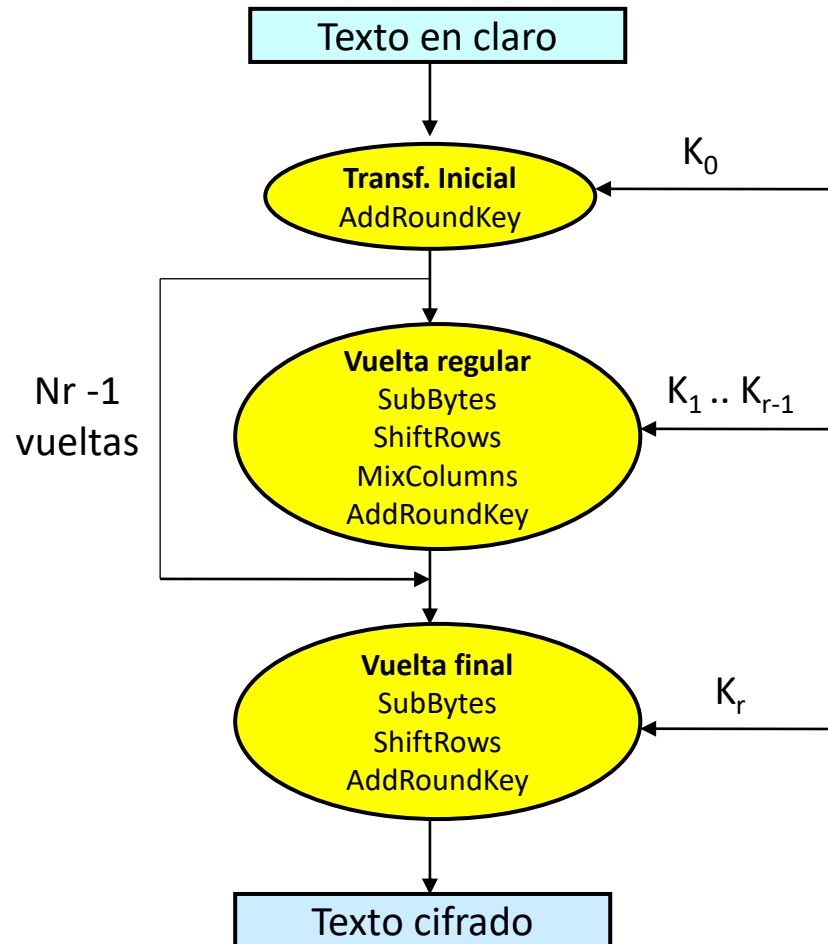 Texto en claro
K0
Transf. Inicial
AddRoundKey
Nr -1
vueltas
Vuelta regular
SubBytes
ShiftRows
MixColumns
AddRoundKey
K1 .. Kr-1
Vuelta final
SubBytes
ShiftRows
AddRoundKey
Kr
Texto cifrado